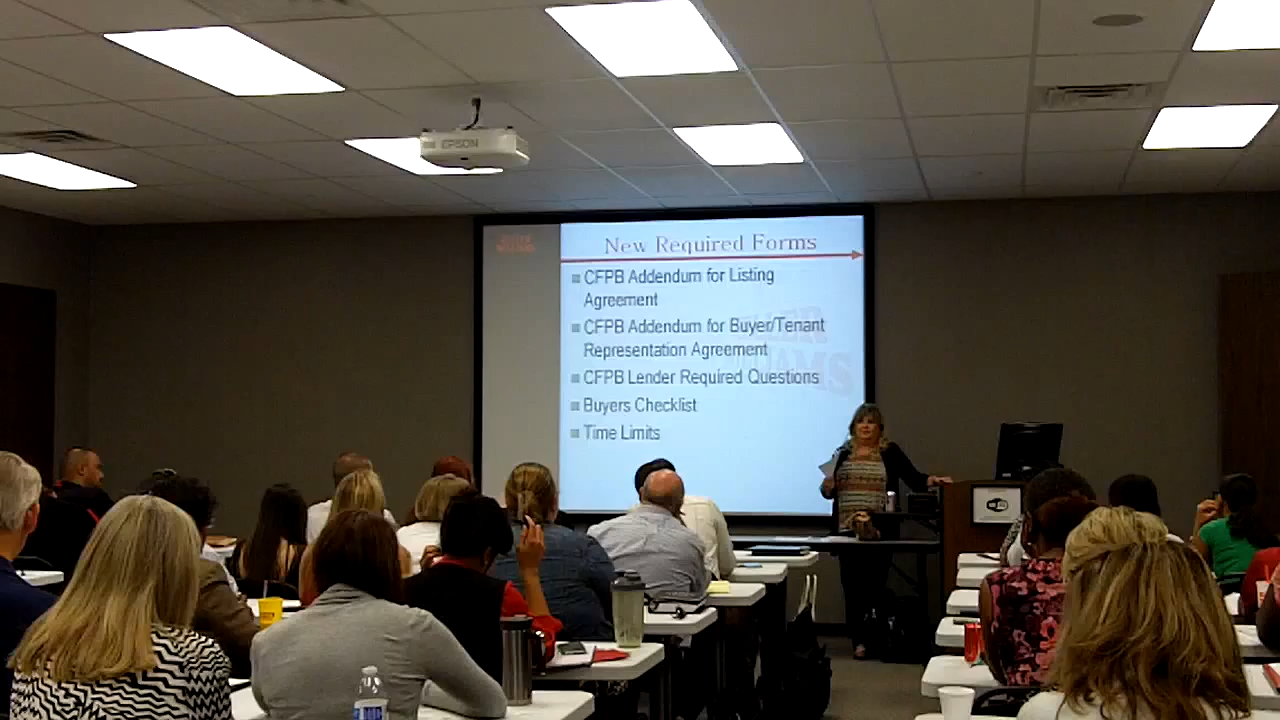 EPSON
New Required Forms
CFPB Addendum for Listing
Agreement
CFPB Addendum for Buyer/Tenant
Representation Agreement
CFPB Lender Required Questions
Buyers Checklist
Time Limits